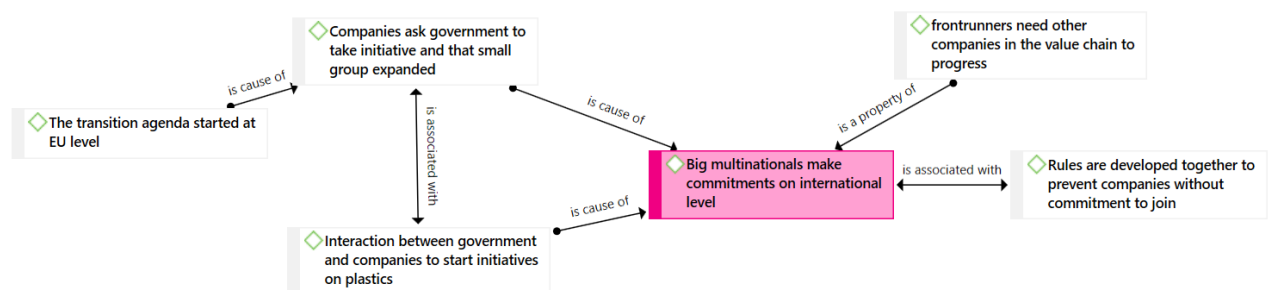 Companies ask government to
take initiative and that small
group expanded
frontrunners need other
companies in the value chain to
progress
is cause of
The transition agenda started at
EU level
is associated with
is cause of
is a property of
Big multinationals make
commitments on international
level
is associated with
Rules are developed together to
prevent companies without
commitment to join
is cause of
Interaction between government
and companies to start initiatives
on plastics